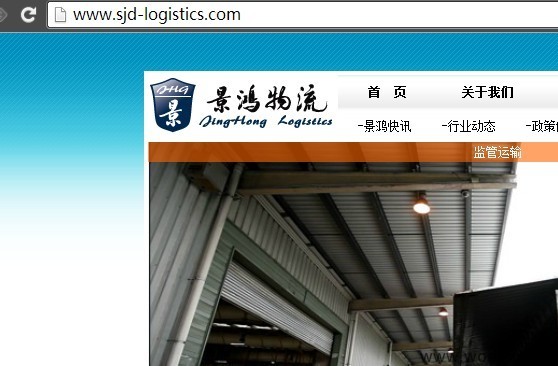 www.sjd-logistics.com
JHG
景
景鸿物流
JingHong Logistics
首 页 关于我们
-景鸿快讯 -行业动态 -政策
监管运输